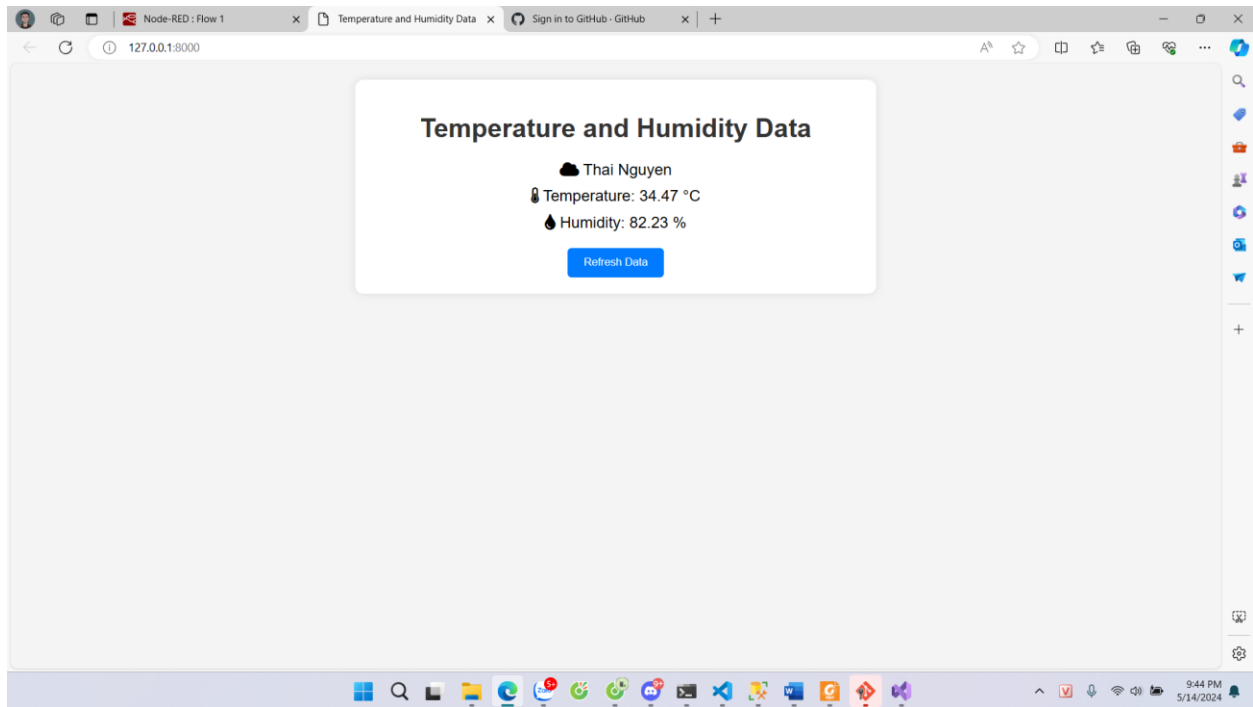 Node-RED : Flow 1
Temperature and Humidity Data
Sign in to GitHub · GitHub
127.0.0.1:8000
Temperature and Humidity Data
Thai Nguyen
Temperature: 34.47 °C
Humidity: 82.23 %
Refresh Data
Zalo
5+
V
9:44 PM
5/14/2024